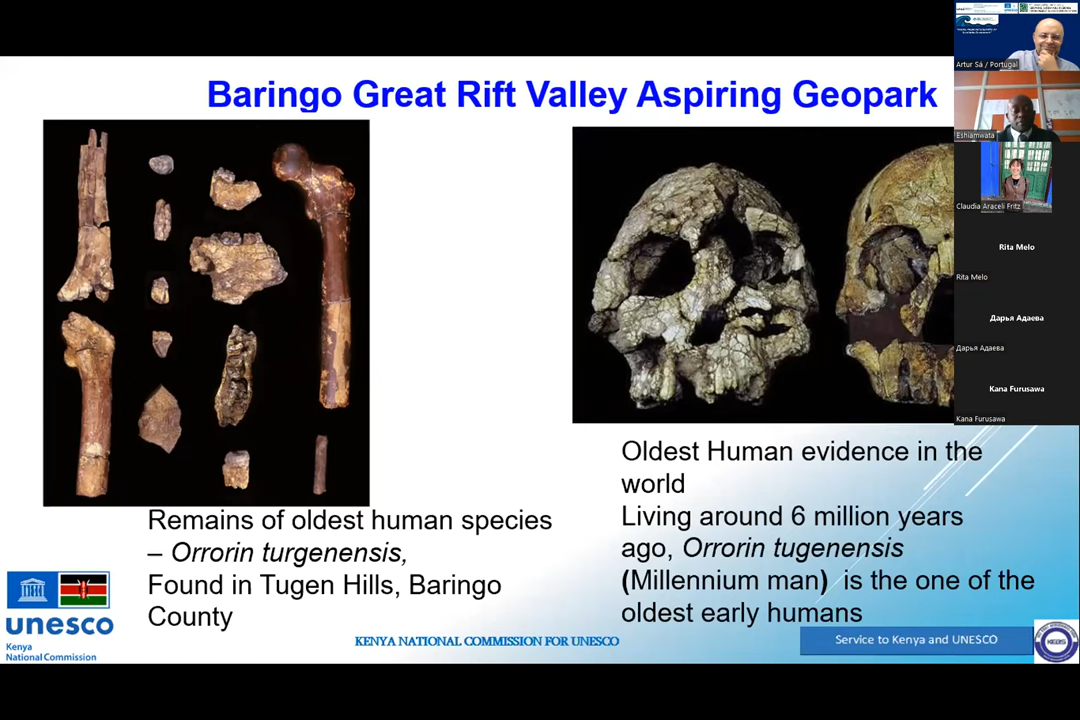 Baringo Great Rift Valley Aspiring Geopark
Remains of oldest human species
– Orrorin turgenensis,
Found in Tugen Hills, Baringo
County
Oldest Human evidence in the
world
Living around 6 million years
ago, Orrorin tugenensis
(Millennium man) is the one of the
oldest early humans
unesco
Kenya
National Commission
KENYA NATIONAL COMMISSION FOR UNESCO
Service to Kenya and UNESCO
Artur Sá / Portugal
Eshiamwata
Claudia Araceli Fritz
Rita Melo
Rita Melo
Дарья Адаева
Дарья Адаева
Kana Furusawa
Kana Furusawa